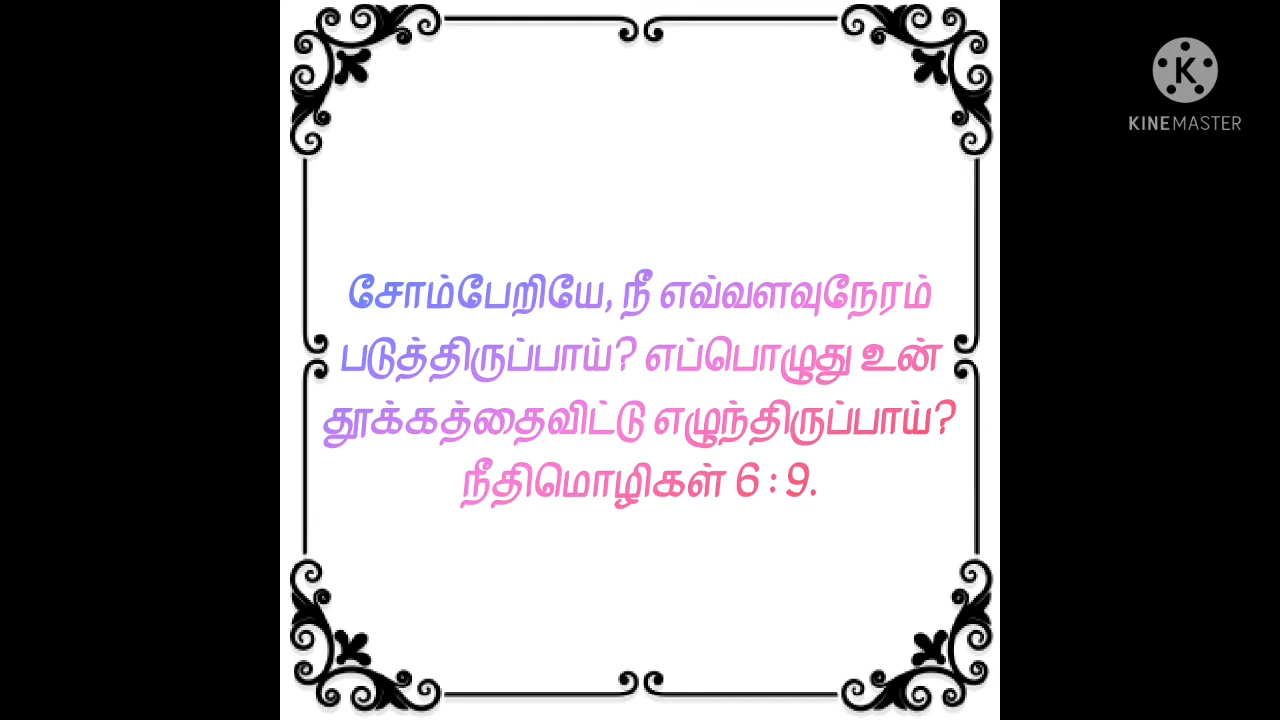 சோம்பேறியே, நீ எவ்வளவுநேரம்
படுத்திருப்பாய்? எப்பொழுது உன்
தூக்கத்தைவிட்டு எழுந்திருப்பாய்?
நீதிமொழிகள் 6 : 9.
KINEMASTER